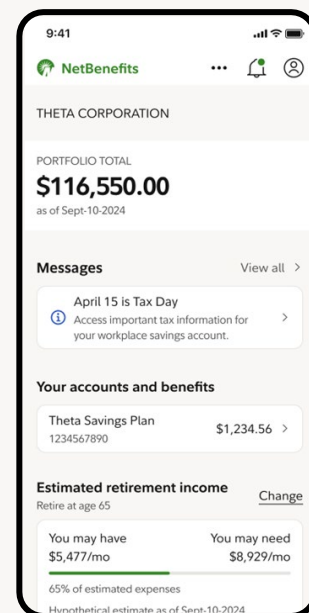 9:41
NetBenefits
THETA CORPORATION
PORTFOLIO TOTAL
$116,550.00
as of Sept-10-2024
Messages View all
April 15 is Tax Day
Access important tax information for
your workplace savings account.
Your accounts and benefits
Theta Savings Plan
1234567890
$1,234.56
Estimated retirement income
Retire at age 65
Change
You may have You may need
$5,477/mo $8,929/mo
65% of estimated expenses
Hypothetical estimate as of Sept-10-2024